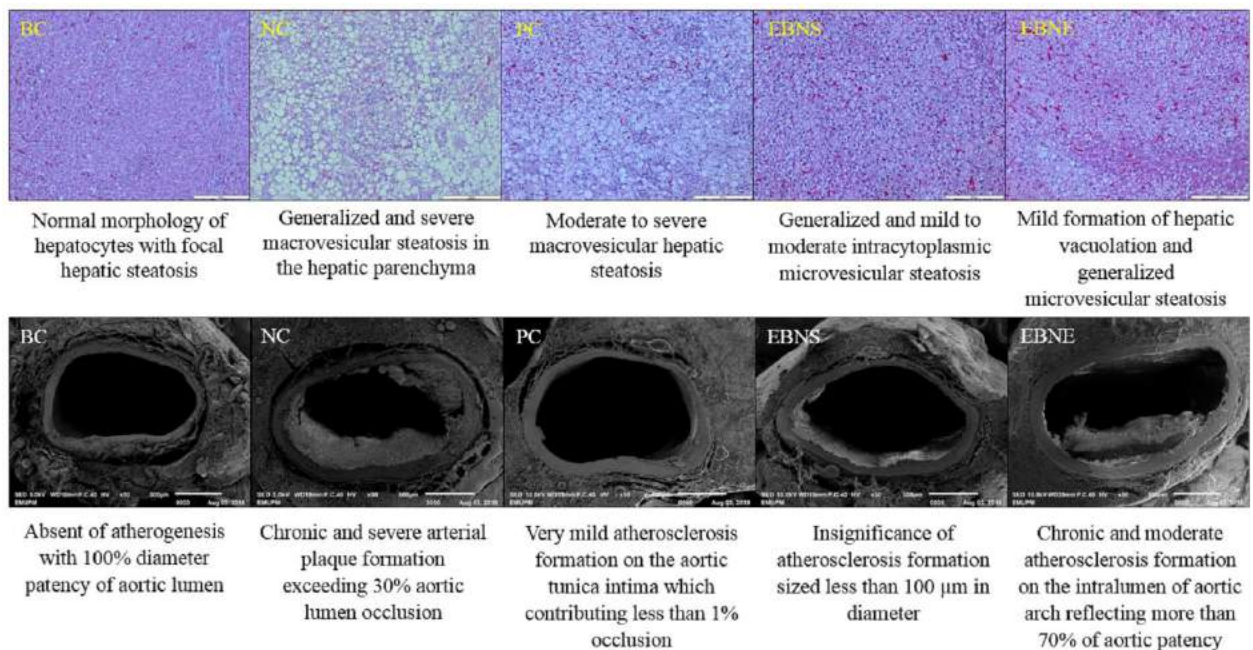 BC
NC
PC
EBNS
EBNE
Normal morphology of
hepatocytes with focal
hepatic steatosis
Generalized and severe
macrovesicular steatosis in
the hepatic parenchyma
Moderate to severe
macrovesicular hepatic
steatosis
Generalized and mild to
moderate intracytoplasmic
microvesicular steatosis
Mild formation of hepatic
vacuolation and
generalized
microvesicular steatosis
BC
NC
PC
EBNS
EBNE
Absent of atherogenesis
with 100% diameter
patency of aortic lumen
Chronic and severe arterial
plaque formation
exceeding 30% aortic
lumen occlusion
Very mild atherosclerosis
formation on the aortic
tunica intima which
contributing less than 1%
occlusion
Insignificance of
atherosclerosis formation
sized less than 100 µm in
diameter
Chronic and moderate
atherosclerosis formation
on the intralumen of aortic
arch reflecting more than
70% of aortic patency